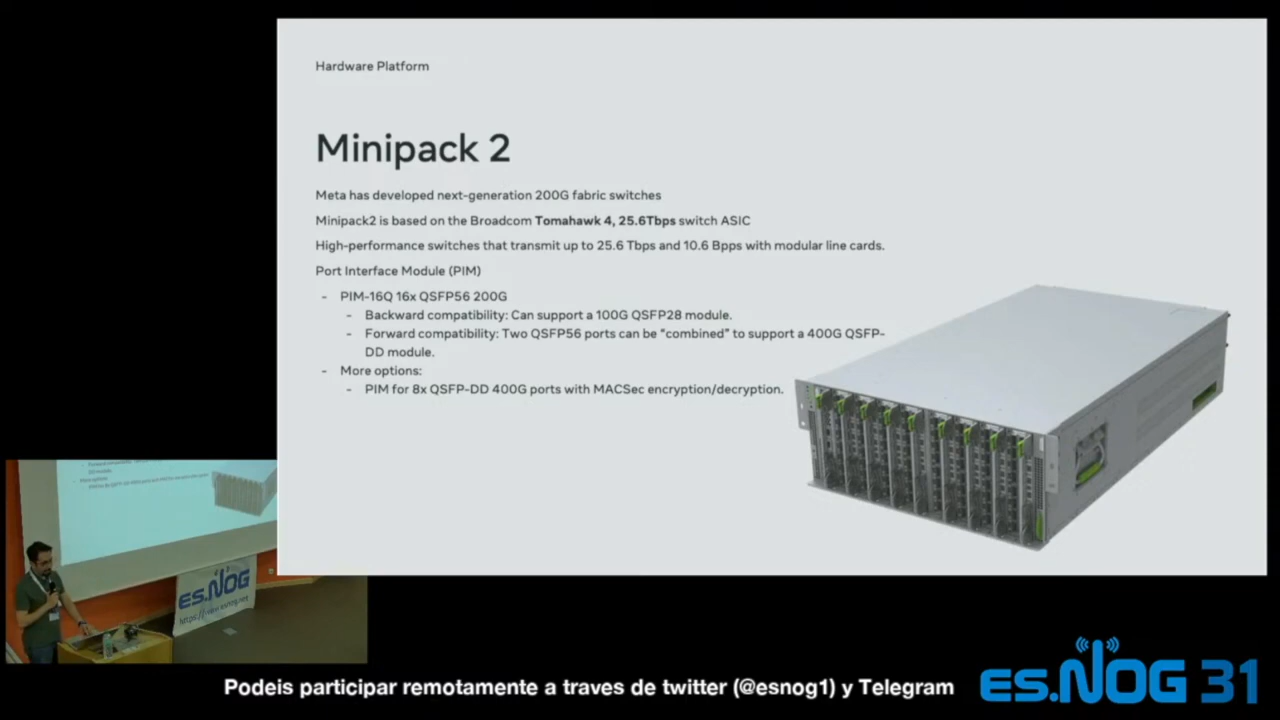 Hardware Platform
Minipack 2
Meta has developed next-generation 200G fabric switches
Minipack2 is based on the Broadcom Tomahawk 4, 25.6Tbps switch ASIC
High-performance switches that transmit up to 25.6 Tbps and 10.6 Bpps with modular line cards.
Port Interface Module (PIM)
- PIM-16Q 16x QSFP56 200G
- Backward compatibility: Can support a 100G QSFP28 module.
- Forward compatibility: Two QSFP56 ports can be "combined" to support a 400G QSFP-
DD module.
- More options:
- PIM for 8x QSFP-DD 400G ports with MACSec encryption/decryption.
ES.NOG
Podeis participar remotamente a traves de twitter (@esnog1) y Telegram
ES.NOG 31